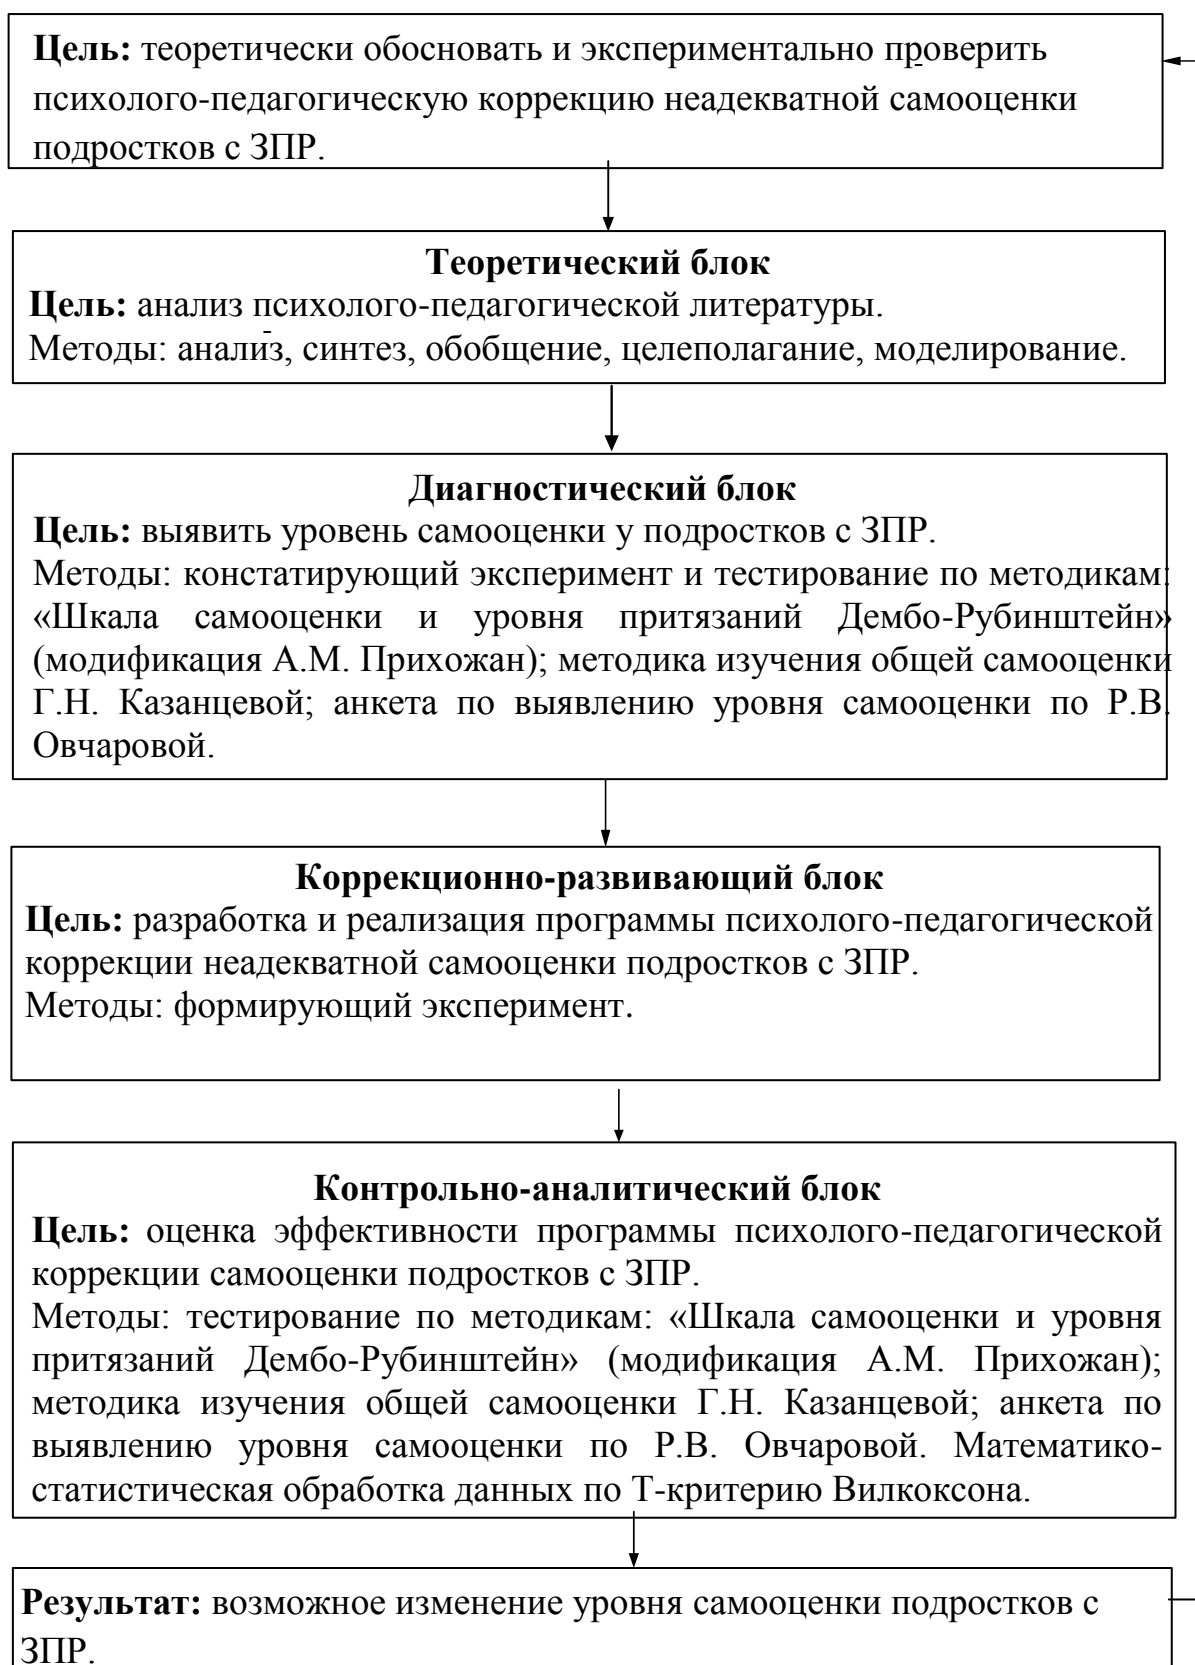 Цель: теоретически обосновать и экспериментально проверить
психолого-педагогическую коррекцию неадекватной самооценки
подростков с ЗПР.
Теоретический блок
Цель: анализ психолого-педагогической литературы.
Методы: анализ, синтез, обобщение, целеполагание, моделирование.
Диагностический блок
Цель: выявить уровень самооценки у подростков с ЗПР.
Методы: констатирующий эксперимент и тестирование по методикам:
«Шкала самооценки и уровня притязаний Дембо-Рубинштейн»
(модификация А.М. Прихожан); методика изучения общей самооценки
Г.Н. Казанцевой; анкета по выявлению уровня самооценки по Р.В.
Овчаровой.
Коррекционно-развивающий блок
Цель: разработка и реализация программы психолого-педагогической
коррекции неадекватной самооценки подростков с ЗПР.
Методы: формирующий эксперимент.
Контрольно-аналитический блок
Цель: оценка эффективности программы психолого-педагогической
коррекции самооценки подростков с ЗПР.
Методы: тестирование по методикам: «Шкала самооценки и уровня
притязаний Дембо-Рубинштейн» (модификация А.М. Прихожан);
методика изучения общей самооценки Г.Н. Казанцевой; анкета по
выявлению уровня самооценки по Р.В. Овчаровой. Математико-
статистическая обработка данных по Т-критерию Вилкоксона.
Результат: возможное изменение уровня самооценки подростков с
ЗПР.